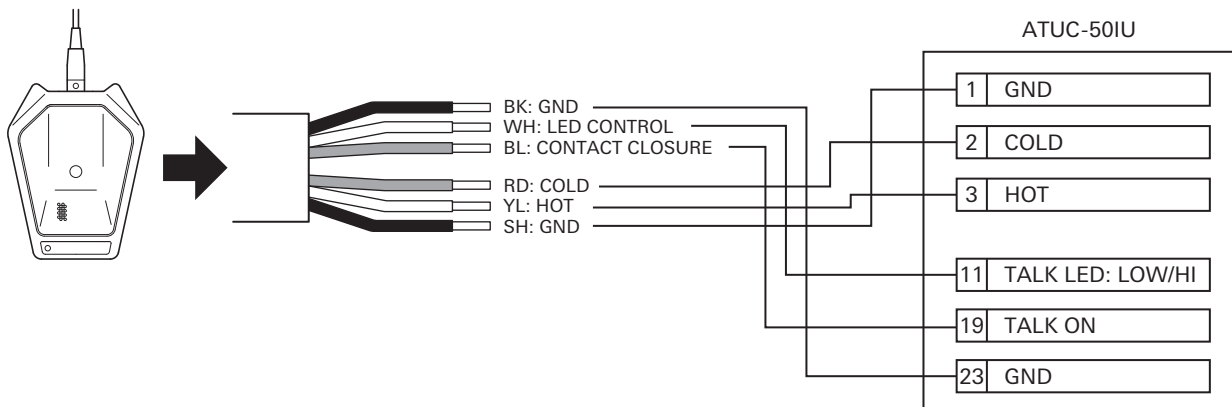 ATUC-50IU
BK: GND
WH: LED CONTROL
BL: CONTACT CLOSURE
RD: COLD
YL: HOT
SH: GND
1 GND
2 COLD
3 HOT
11 TALK LED: LOW/HI
19 TALK ON
23 GND